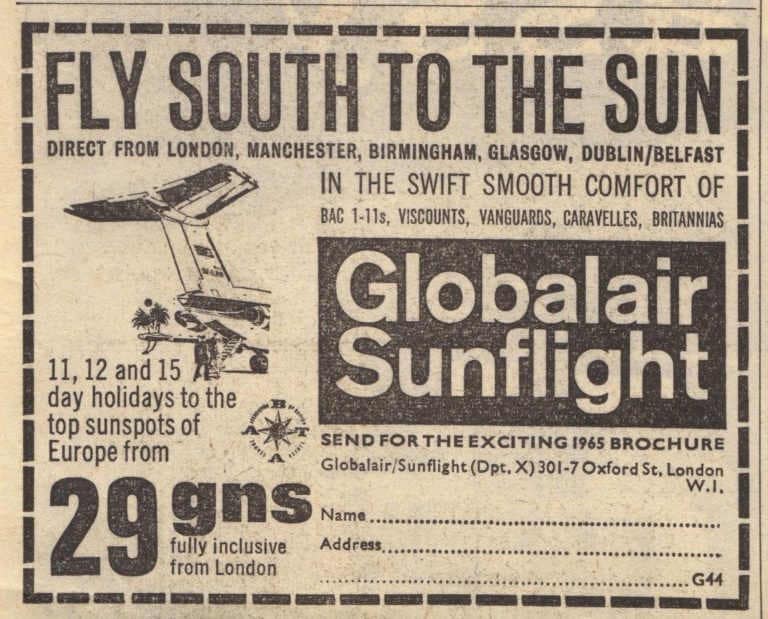 FLY SOUTH TO THE SUN
DIRECT FROM LONDON, MANCHESTER, BIRMINGHAM, GLASGOW, DUBLIN/BELFAST
IN THE SWIFT SMOOTH COMFORT OF
BAC 1-11s, VISCOUNTS, VANGUARDS, CARAVELLES, BRITANNIAS
Globalair
Sunflight
11, 12 and 15
day holidays to the
top sunspots of
Europe from
B
A T
A
29 gns
fully inclusive
from London
SEND FOR THE EXCITING 1965 BROCHURE
Globalair/Sunflight (Dpt. X) 301-7 Oxford St, London
W.I.
Name
Address
G44